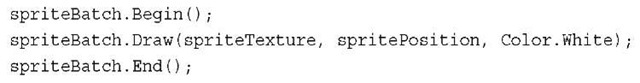 spriteBatch.Begin();
spriteBatch.Draw(spriteTexture, spritePosition, Color.White);
spriteBatch.End();